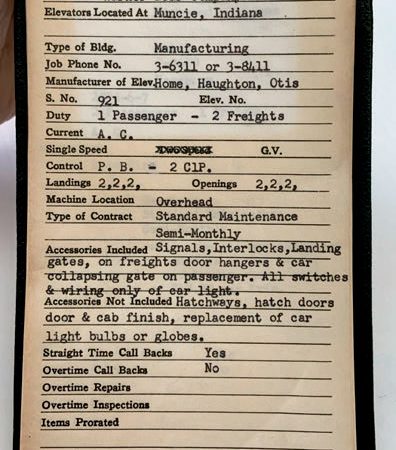 Elevators Located At Muncie, Indiana
Type of Bldg. Manufacturing
Job Phone No. 3-6311 or 3-8411
Manufacturer of Elev. Home, Haughton, Otis
S. No. 921 Elev. No.
Duty 1 Passenger - 2 Freights
Current A. C.
Single Speed G.V.
Control P. B. - 2 ClP.
Landings 2,2,2, Openings 2,2,2,
Machine Location Overhead
Type of Contract Standard Maintenance
Semi-Monthly
Accessories Included Signals,Interlocks,Landing
gates, on freights door hangers & car
collapsing gate on passenger. All switches
& wiring only of car light.
Accessories Not Included Hatchways, hatch doors
door & cab finish, replacement of car
light bulbs or globes.
Straight Time Call Backs Yes
Overtime Call Backs No
Overtime Repairs
Overtime Inspections
Items Prorated